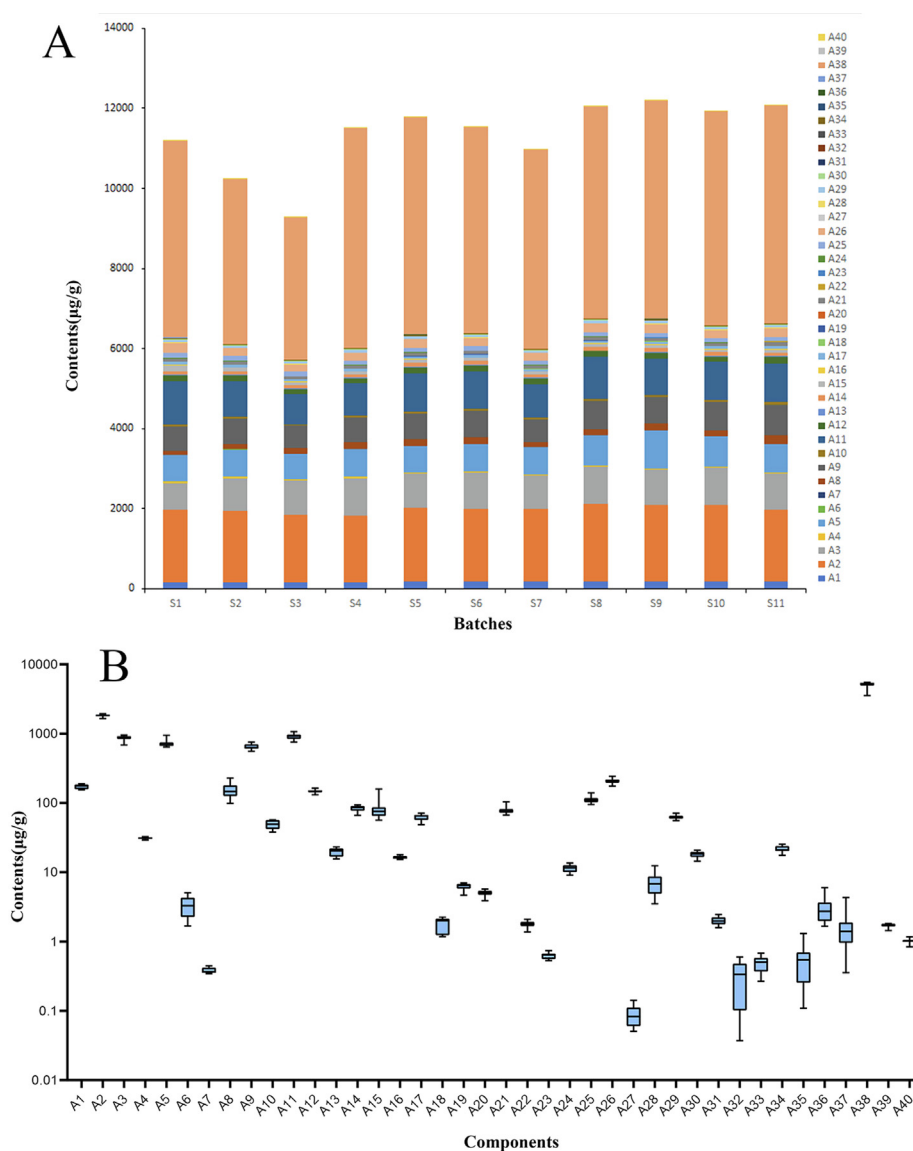 A
14000
12000
10000
8000
6000
4000
2000
0
Contents(µg/g)
S1 S2 S3 S4 S5 S6 S7 S8 S9 S10 S11
Batches
A40
A39
A38
A37
A36
A35
A34
A33
A32
A31
A30
A29
A28
A27
A26
A25
A24
A23
A22
A21
A20
A19
A18
A17
A16
A15
A14
A13
A12
A11
A10
A9
A8
A7
A6
A5
A4
A3
A2
A1
B
10000
1000
100
10
1
0.1
0.01
Contents(µg/g)
A1 A2 A3 A4 A5 A6 A7 A8 A9 A10 A11 A12 A13 A14 A15 A16 A17 A18 A19 A20 A21 A22 A23 A24 A25 A26 A27 A28 A29 A30 A31 A32 A33 A34 A35 A36 A37 A38 A39 A40
Components